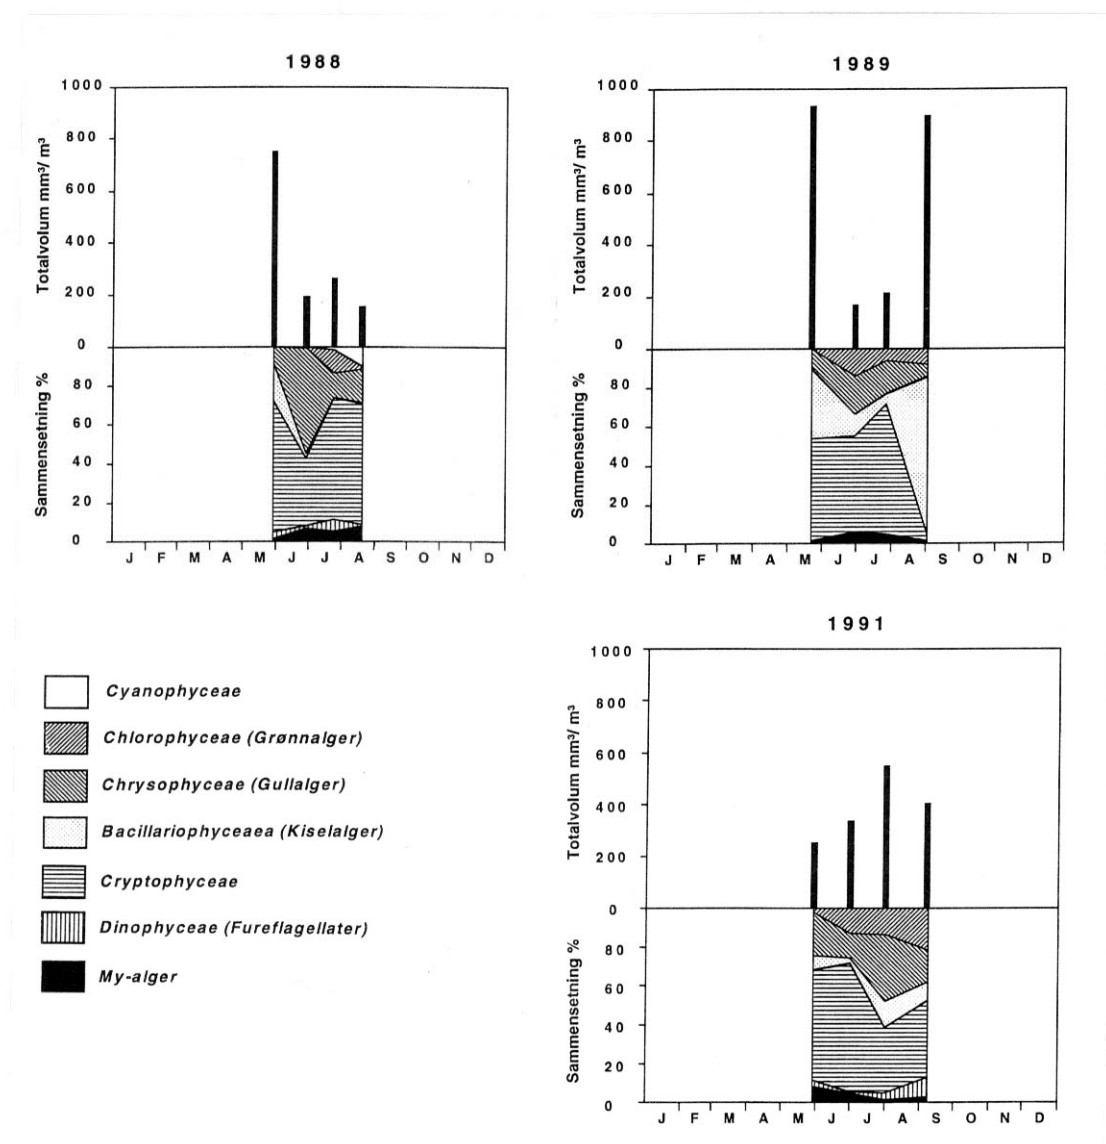 1988
1000
800
600
400
200
0
Totalvolum mm³/ m³
80
60
40
20
0
Sammensetning %
J F M A M J J A S O N D
1989
1000
800
600
400
200
0
Totalvolum mm³/ m³
80
60
40
20
0
Sammensetning %
J F M A M J J A S O N D
Cyanophyceae
Chlorophyceae (Grønnalger)
Chrysophyceae (Gullalger)
Bacillariophyceaea (Kiselalger)
Cryptophyceae
Dinophyceae (Fureflagellater)
My-alger
1991
1000
800
600
400
200
0
Totalvolum mm³/ m³
80
60
40
20
0
Sammensetning %
J F M A M J J A S O N D